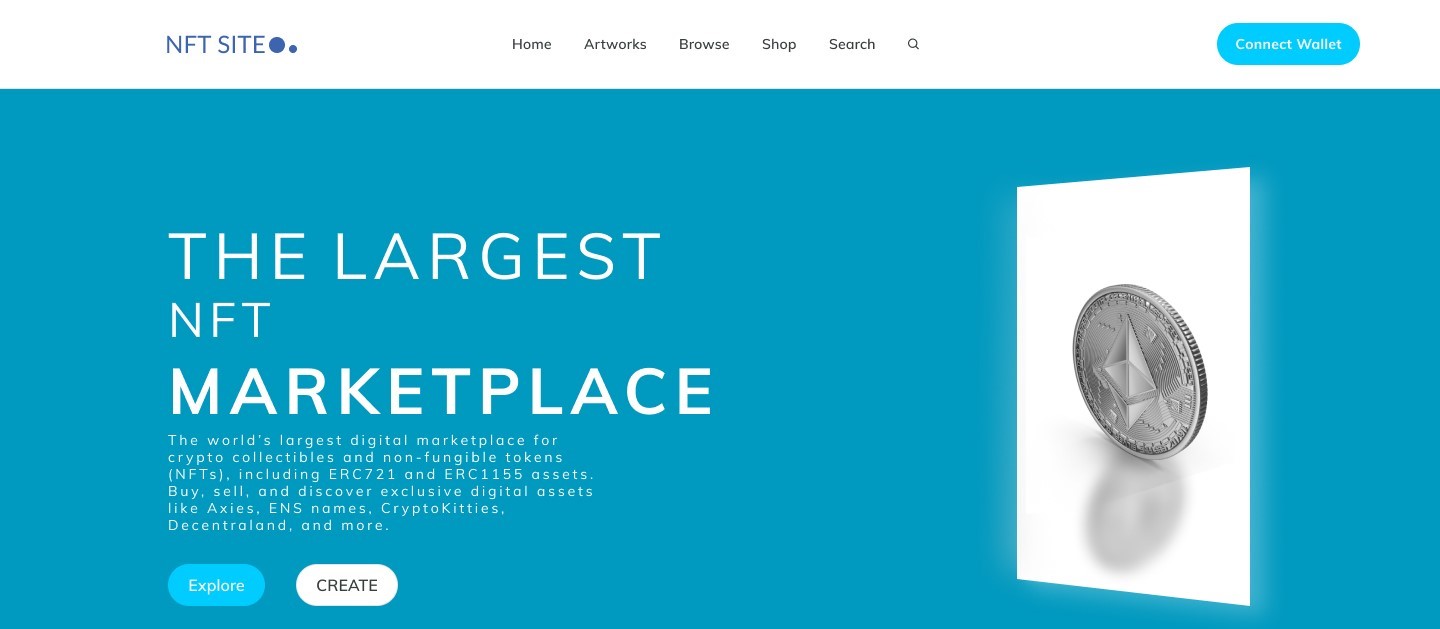 NFT SITE
Home Artworks Browse Shop Search
Connect Wallet
THE LARGEST
NFT
MARKETPLACE
The world's largest digital marketplace for
crypto collectibles and non-fungible tokens
(NFTs), including ERC721 and ERC1155 assets.
Buy, sell, and discover exclusive digital assets
like Axies, ENS names, CryptoKitties,
Decentraland, and more.
Explore CREATE